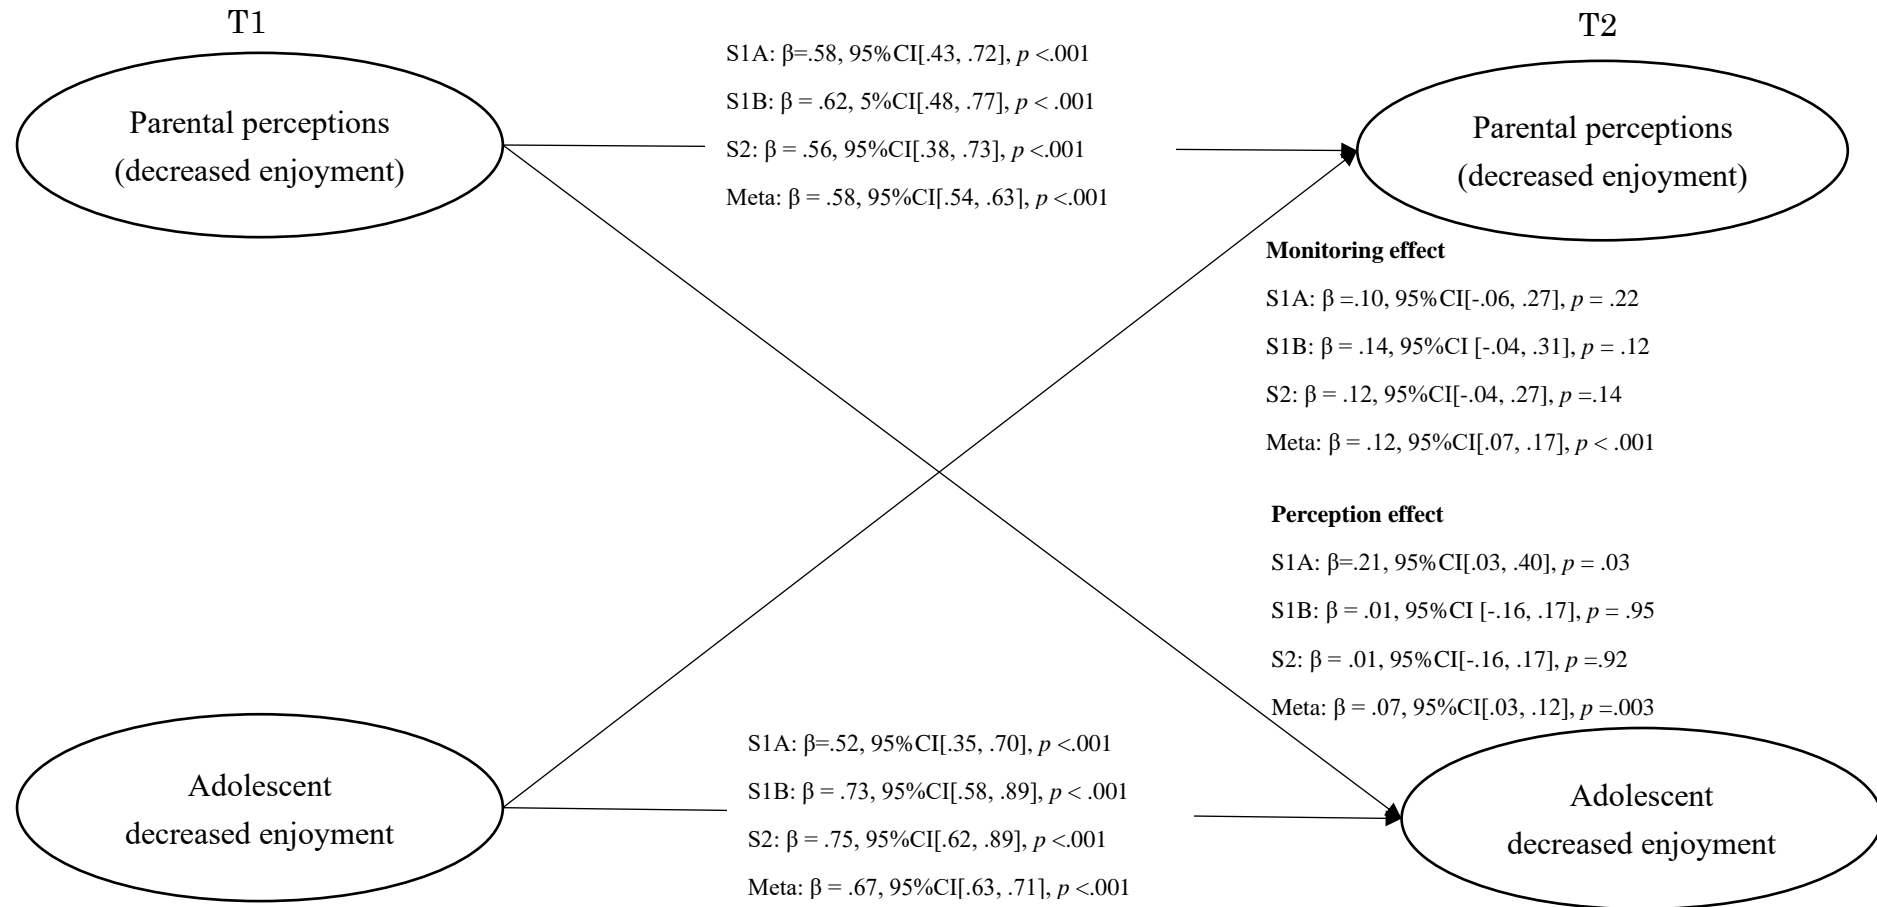 T1
T2
Parental perceptions
(decreased enjoyment)
S1A: β=.58, 95%CI[.43, .72], p <.001
S1B: β = .62, 5%CI[.48, .77], p < .001
S2: β = .56, 95%CI[.38, .73], p <.001
Meta: β = .58, 95%CI[.54, .63], p <.001
Parental perceptions
(decreased enjoyment)
Monitoring effect
S1A: β =.10, 95%CI[-.06, .27], p = .22
S1B: β = .14, 95%CI [-.04, .31], p = .12
S2: β = .12, 95%CI[-.04, .27], p =.14
Meta: β = .12, 95%CI[.07, .17], p < .001
Perception effect
S1A: β=.21, 95%CI[.03, .40], p = .03
S1B: β = .01, 95%CI [-.16, .17], p = .95
S2: β = .01, 95%CI[-.16, .17], p =.92
Meta: β = .07, 95%CI[.03, .12], p =.003
Adolescent
decreased enjoyment
S1A: β=.52, 95%CI[.35, .70], p <.001
S1B: β = .73, 95%CI[.58, .89], p < .001
S2: β = .75, 95%CI[.62, .89], p <.001
Meta: β = .67, 95%CI[.63, .71], p <.001
Adolescent
decreased enjoyment